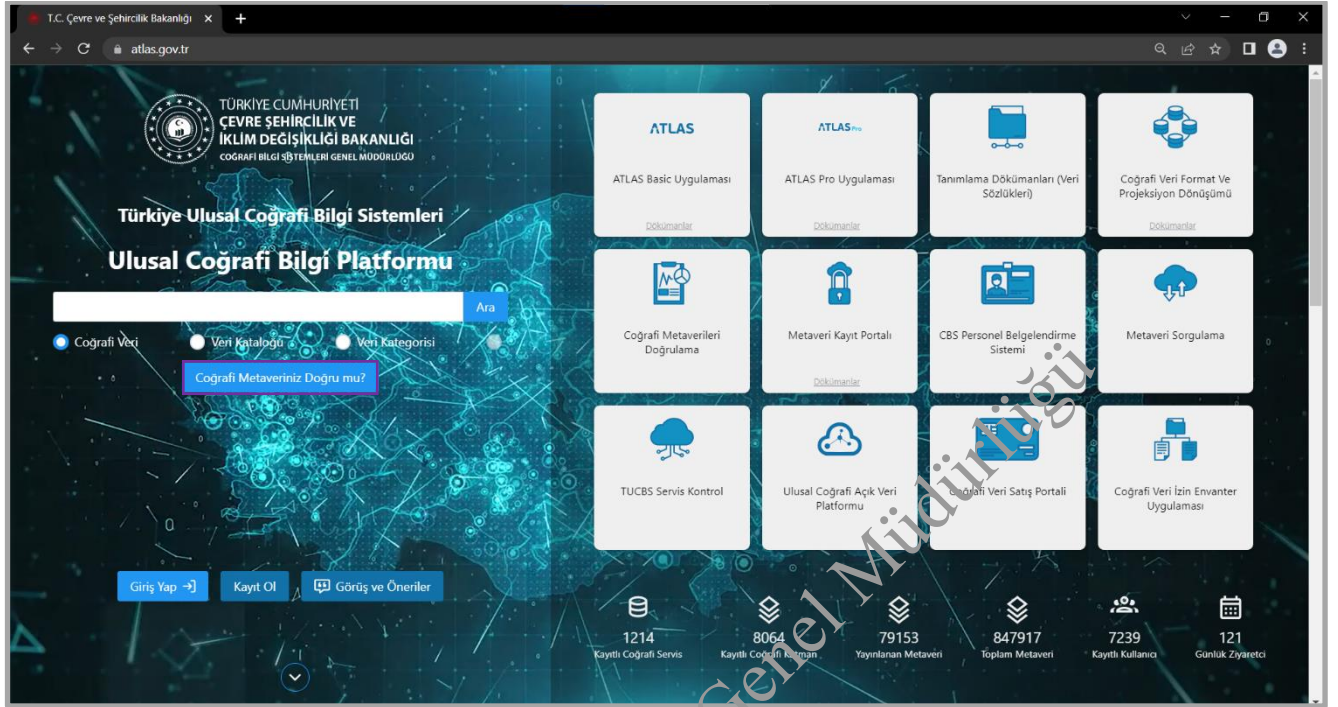 T.C. Çevre ve Şehircilik Bakanlığı
atlas.gov.tr
TÜRKİYE CUMHURİYETİ
ÇEVRE ŞEHİRCİLİK VE
İKLİM DEĞİŞİKLİĞİ BAKANLIĞI
COĞRAFİ BİLGİ SİSTEMLERİ GENEL MÜDÜRLÜĞÜ
Türkiye Ulusal Coğrafi Bilgi Sistemleri
Ulusal Coğrafi Bilgi Platformu
Ara
Coğrafi Veri
Veri Kataloğu
Veri Kategorisi
Coğrafi Metaveriniz Doğru mu?
Giriş Yap
Kayıt Ol
Görüş ve Öneriler
ATLAS
ATLAS Basic Uygulaması
Dökümanlar
ATLAS Pro
ATLAS Pro Uygulaması
Dökümanlar
Tanımlama Dökümanları (Veri
Sözlükleri)
Coğrafi Veri Format Ve
Projeksiyon Dönüşümü
Dökümanlar
Coğrafi Metaverileri
Doğrulama
Metaveri Kayıt Portalı
Dökümanlar
CBS Personel Belgelendirme
Sistemi
Metaveri Sorgulama
TUCBS Servis Kontrol
Ulusal Coğrafi Açık Veri
Platformu
Coğrafi Veri Satış Portali
Coğrafi Veri İzin Envanter
Uygulaması
1214
Kayıtlı Coğrafi Servis
8064
Kayıtlı Coğrafi Katman
79153
Yayınlanan Metaveri
847917
Toplam Metaveri
7239
Kayıtlı Kullanıcı
121
Günlük Ziyaretci
Genel Müdürlüğü